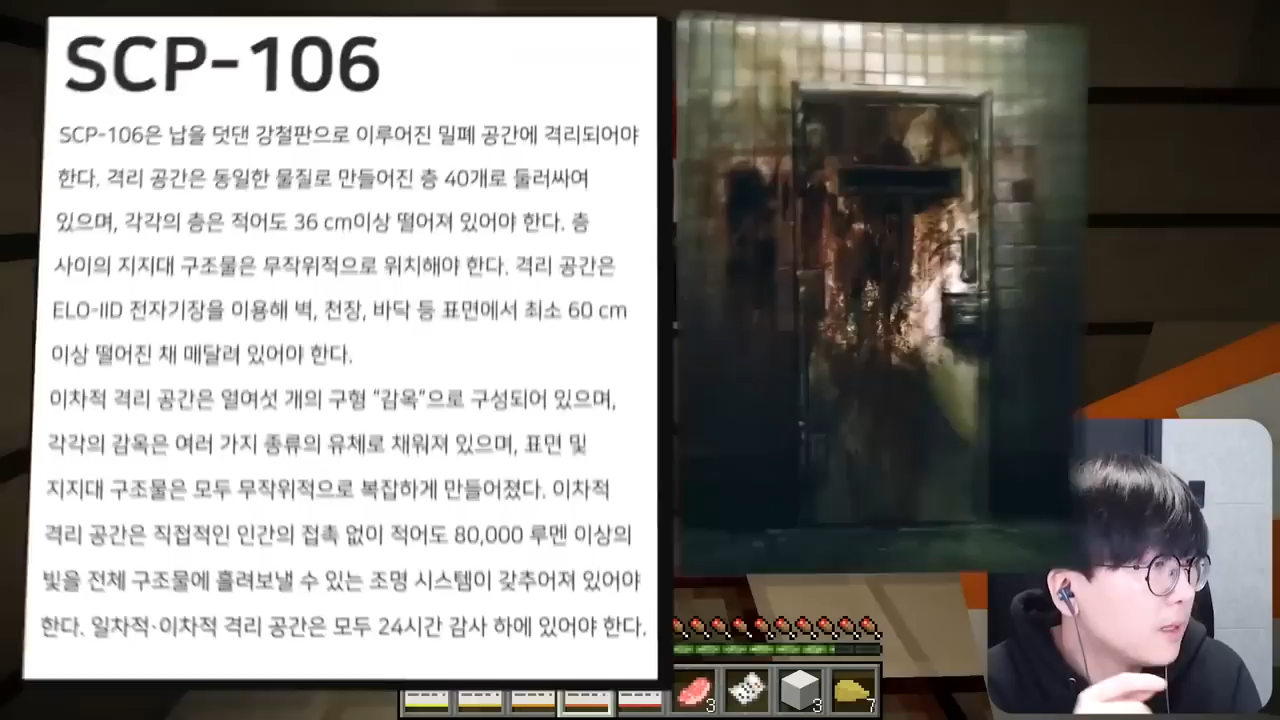 SCP-106
SCP-106은 납을 덧댄 강철판으로 이루어진 밀폐 공간에 격리되어야
한다. 격리 공간은 동일한 물질로 만들어진 층 40개로 둘러싸여
있으며, 각각의 층은 적어도 36 cm이상 떨어져 있어야 한다. 층
사이의 지지대 구조물은 무작위적으로 위치해야 한다. 격리 공간은
ELO-IID 전자기장을 이용해 벽, 천장, 바닥 등 표면에서 최소 60 cm
이상 떨어진 채 매달려 있어야 한다.
이차적 격리 공간은 열여섯 개의 구형 “감옥”으로 구성되어 있으며,
각각의 감옥은 여러 가지 종류의 유체로 채워져 있으며, 표면 및
지지대 구조물은 모두 무작위적으로 복잡하게 만들어졌다. 이차적
격리 공간은 직접적인 인간의 접촉 없이 적어도 80,000 루멘 이상의
빛을 전체 구조물에 흘려보낼 수 있는 조명 시스템이 갖추어져 있어야
한다. 일차적·이차적 격리 공간은 모두 24시간 감사 하에 있어야 한다.
3
3
7